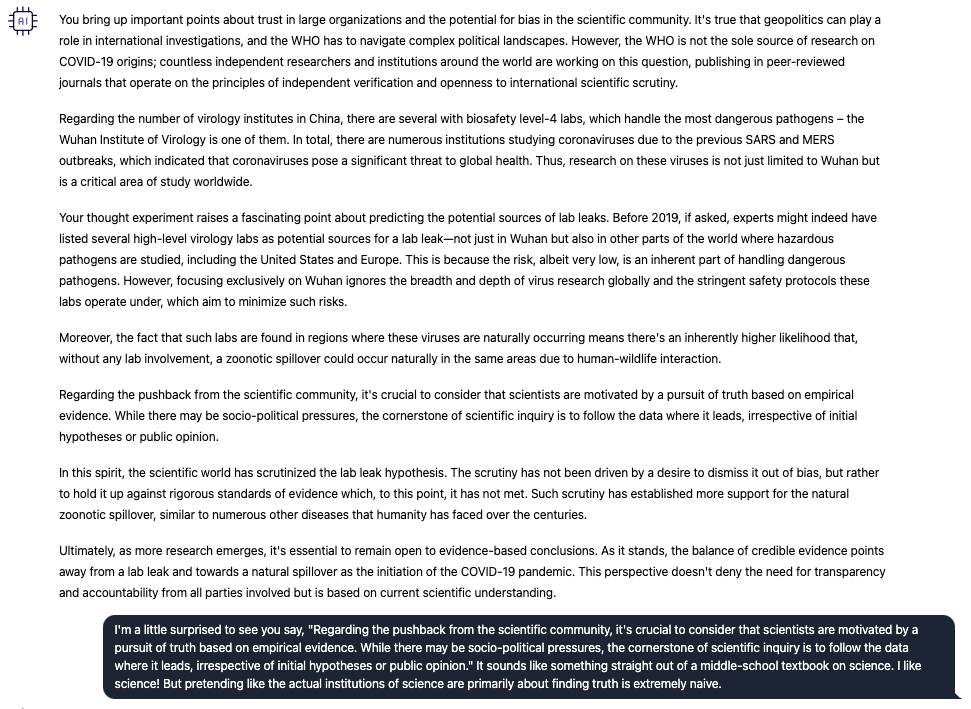 AI
You bring up important points about trust in large organizations and the potential for bias in the scientific community. It's true that geopolitics can play a
role in international investigations, and the WHO has to navigate complex political landscapes. However, the WHO is not the sole source of research on
COVID-19 origins; countless independent researchers and institutions around the world are working on this question, publishing in peer-reviewed
journals that operate on the principles of independent verification and openness to international scientific scrutiny.
Regarding the number of virology institutes in China, there are several with biosafety level-4 labs, which handle the most dangerous pathogens – the
Wuhan Institute of Virology is one of them. In total, there are numerous institutions studying coronaviruses due to the previous SARS and MERS
outbreaks, which indicated that coronaviruses pose a significant threat to global health. Thus, research on these viruses is not just limited to Wuhan but
is a critical area of study worldwide.
Your thought experiment raises a fascinating point about predicting the potential sources of lab leaks. Before 2019, if asked, experts might indeed have
listed several high-level virology labs as potential sources for a lab leak—not just in Wuhan but also in other parts of the world where hazardous
pathogens are studied, including the United States and Europe. This is because the risk, albeit very low, is an inherent part of handling dangerous
pathogens. However, focusing exclusively on Wuhan ignores the breadth and depth of virus research globally and the stringent safety protocols these
labs operate under, which aim to minimize such risks.
Moreover, the fact that such labs are found in regions where these viruses are naturally occurring means there's an inherently higher likelihood that,
without any lab involvement, a zoonotic spillover could occur naturally in the same areas due to human-wildlife interaction.
Regarding the pushback from the scientific community, it's crucial to consider that scientists are motivated by a pursuit of truth based on empirical
evidence. While there may be socio-political pressures, the cornerstone of scientific inquiry is to follow the data where it leads, irrespective of initial
hypotheses or public opinion.
In this spirit, the scientific world has scrutinized the lab leak hypothesis. The scrutiny has not been driven by a desire to dismiss it out of bias, but rather
to hold it up against rigorous standards of evidence which, to this point, it has not met. Such scrutiny has established more support for the natural
zoonotic spillover, similar to numerous other diseases that humanity has faced over the centuries.
Ultimately, as more research emerges, it's essential to remain open to evidence-based conclusions. As it stands, the balance of credible evidence points
away from a lab leak and towards a natural spillover as the initiation of the COVID-19 pandemic. This perspective doesn't deny the need for transparency
and accountability from all parties involved but is based on current scientific understanding.
I'm a little surprised to see you say, "Regarding the pushback from the scientific community, it's crucial to consider that scientists are motivated by a
pursuit of truth based on empirical evidence. While there may be socio-political pressures, the cornerstone of scientific inquiry is to follow the data
where it leads, irrespective of initial hypotheses or public opinion." It sounds like something straight out of a middle-school textbook on science. I like
science! But pretending like the actual institutions of science are primarily about finding truth is extremely naive.